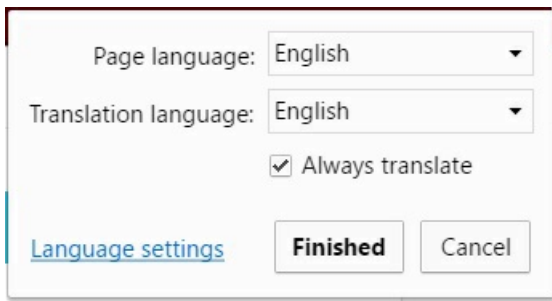 Page language: English
Translation language: English
Always translate
Language settings Finished Cancel